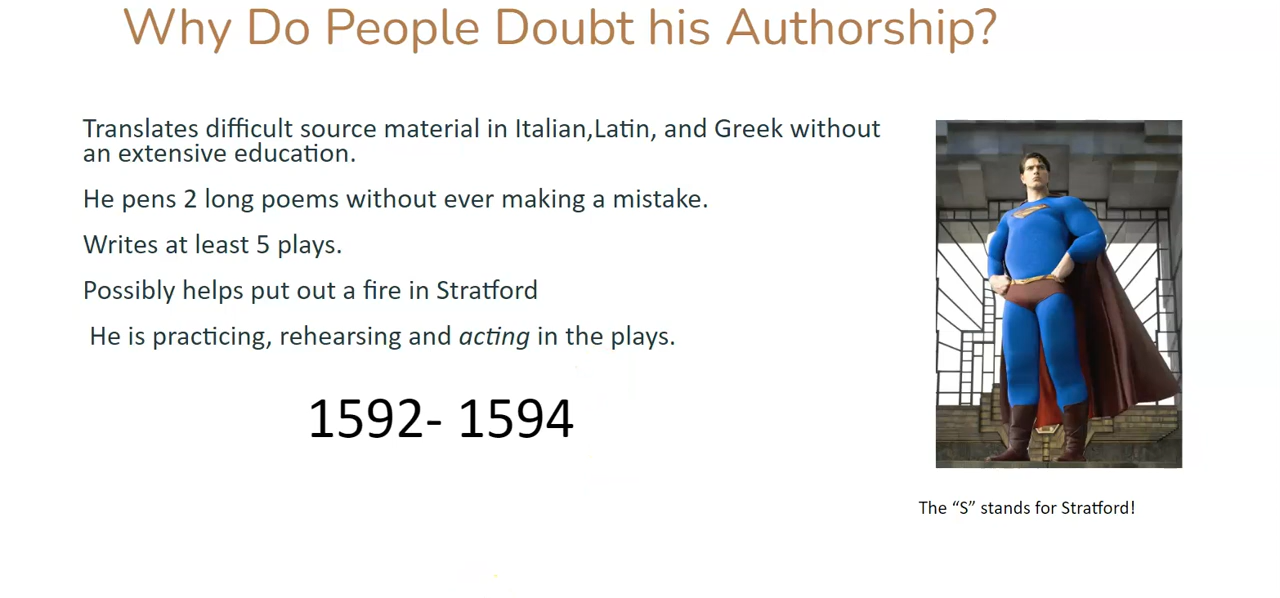 Why Do People Doubt his Authorship?
Translates difficult source material in Italian,Latin, and Greek without
an extensive education.
He pens 2 long poems without ever making a mistake.
Writes at least 5 plays.
Possibly helps put out a fire in Stratford
He is practicing, rehearsing and acting in the plays.
1592- 1594
The “S” stands for Stratford!